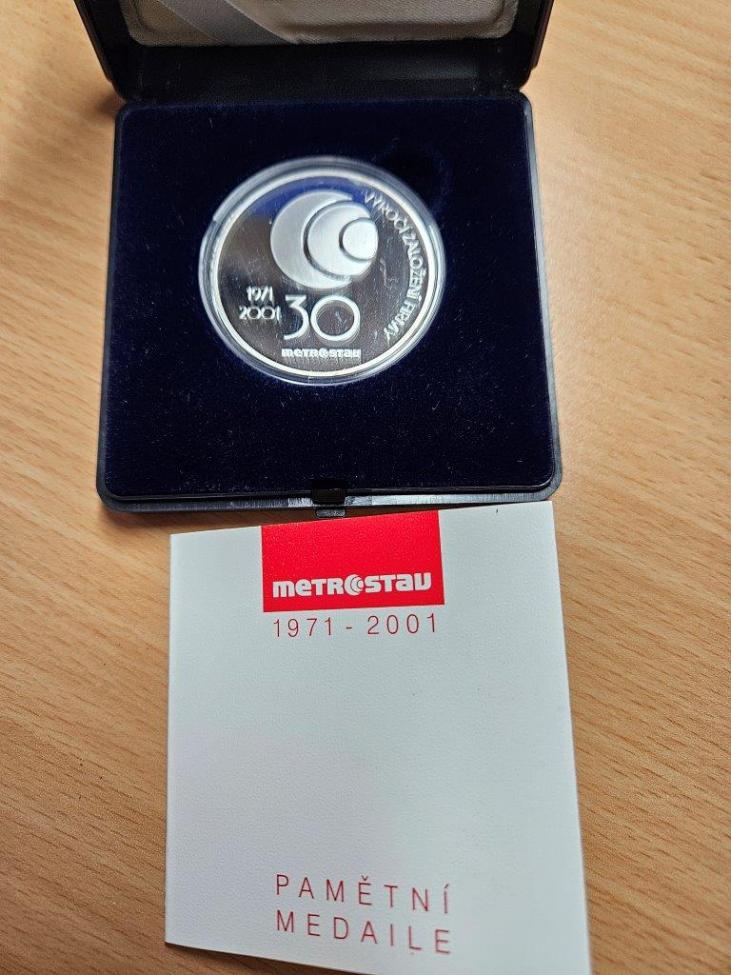 VÝROČÍ ZALOŽENÍ FIRMY
1971
2001
30
METROSTAV
METROSTAV
1971 - 2001
PAMĚTNÍ
MEDAILE